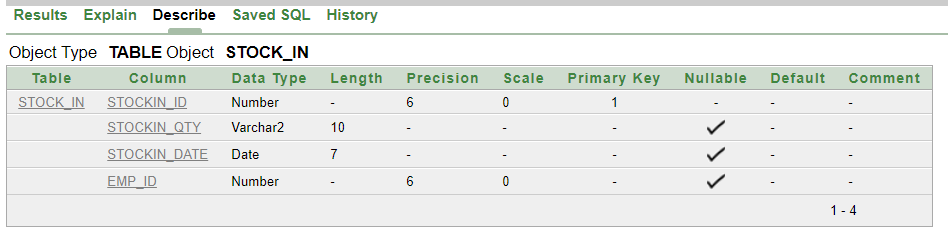 Results Explain Describe Saved SQL History
Object Type TABLE Object STOCK_IN
Table Column Data Type Length Precision Scale Primary Key Nullable Default Comment
STOCK_IN STOCKIN_ID Number - 6 0 1 - - -
STOCKIN_QTY Varchar2 10 - - - ✓ - -
STOCKIN_DATE Date 7 - - - ✓ - -
EMP_ID Number - 6 0 - ✓ - -
1 - 4